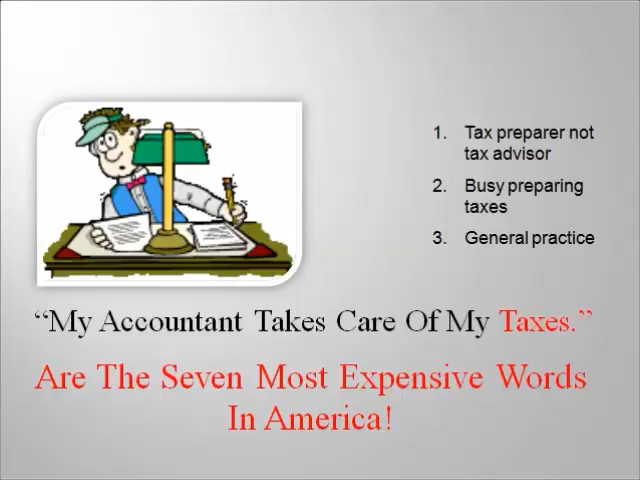 1. Tax preparer not
tax advisor
2. Busy preparing
taxes
3. General practice
“My Accountant Takes Care Of My Taxes.”
Are The Seven Most Expensive Words
In America!